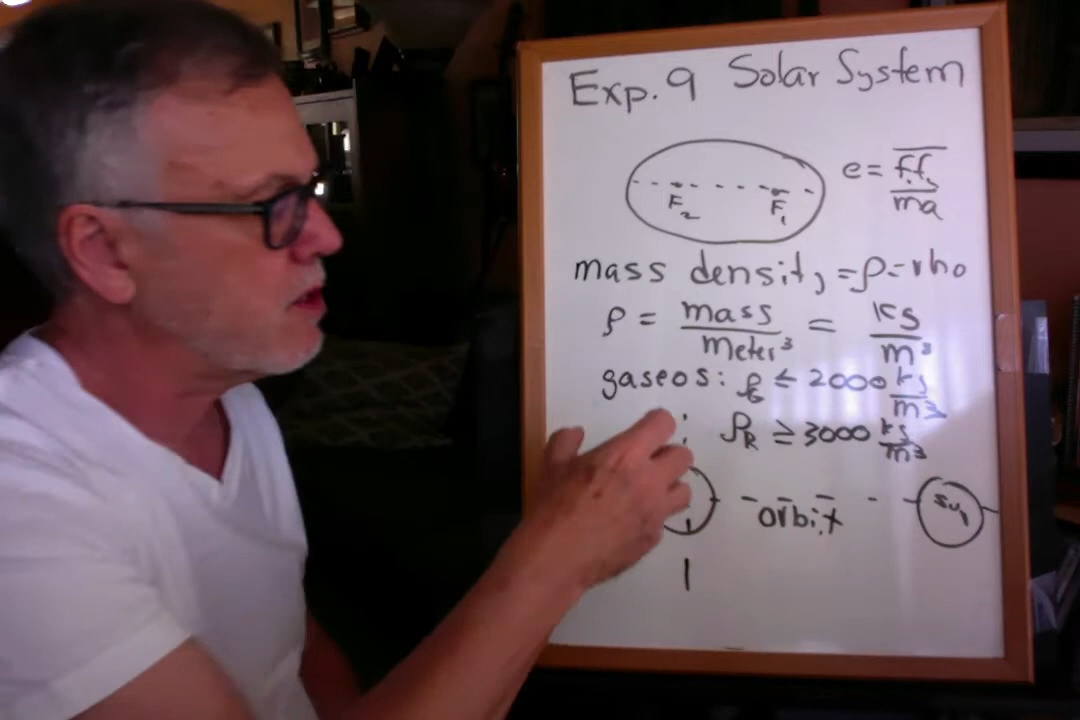 Exp. 9 Solar System
F₂ F₁
e = F₁F₂ / ma
mass density = ρ = rho
ρ = mass / meter³ = kg / m³
gaseos: ρG ≤ 2000 kg / m³
: ρR ≥ 3000 kg / m³
orbit
sun